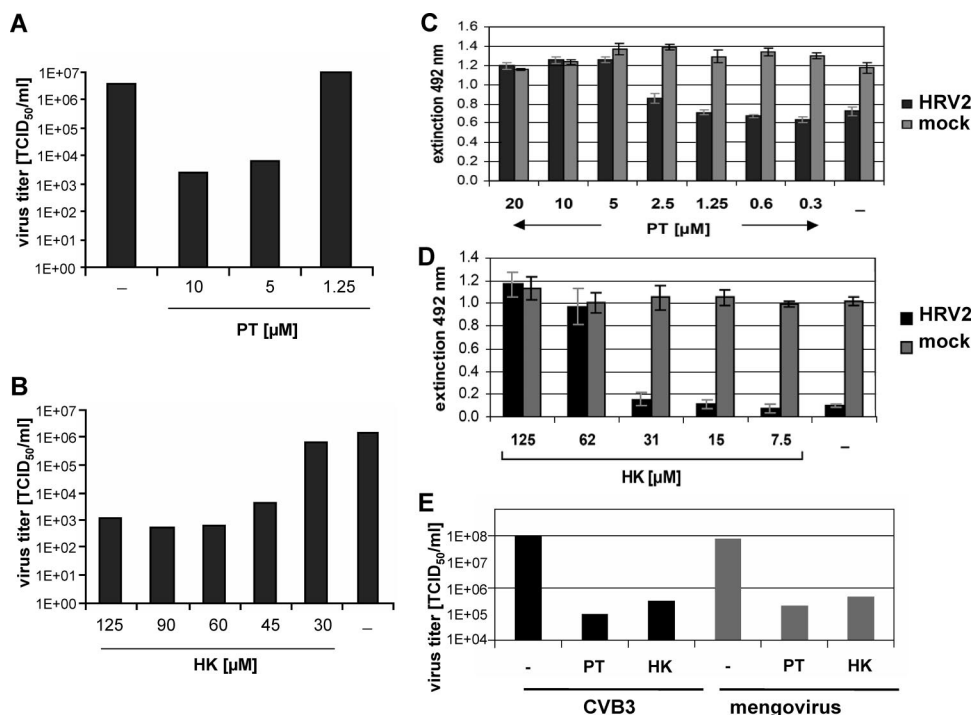 A
virus titer [TCID50/ml]
1E+07
1E+06
1E+05
1E+04
1E+03
1E+02
1E+01
1E+00
– 10 5 1.25
PT [µM]
B
virus titer [TCID50/ml]
1E+07
1E+06
1E+05
1E+04
1E+03
1E+02
1E+01
1E+00
125 90 60 45 30 –
HK [µM]
C
extinction 492 nm
1.6
1.4
1.2
1.0
0.8
0.6
0.4
0.2
0.0
20 10 5 2.5 1.25 0.6 0.3 –
PT [µM]
HRV2
mock
D
extinction 492 nm
1.4
1.2
1.0
0.8
0.6
0.4
0.2
0.0
125 62 31 15 7.5 –
HK [µM]
HRV2
mock
E
virus titer [TCID50/ml]
1E+08
1E+07
1E+06
1E+05
1E+04
- PT HK - PT HK
CVB3 mengovirus